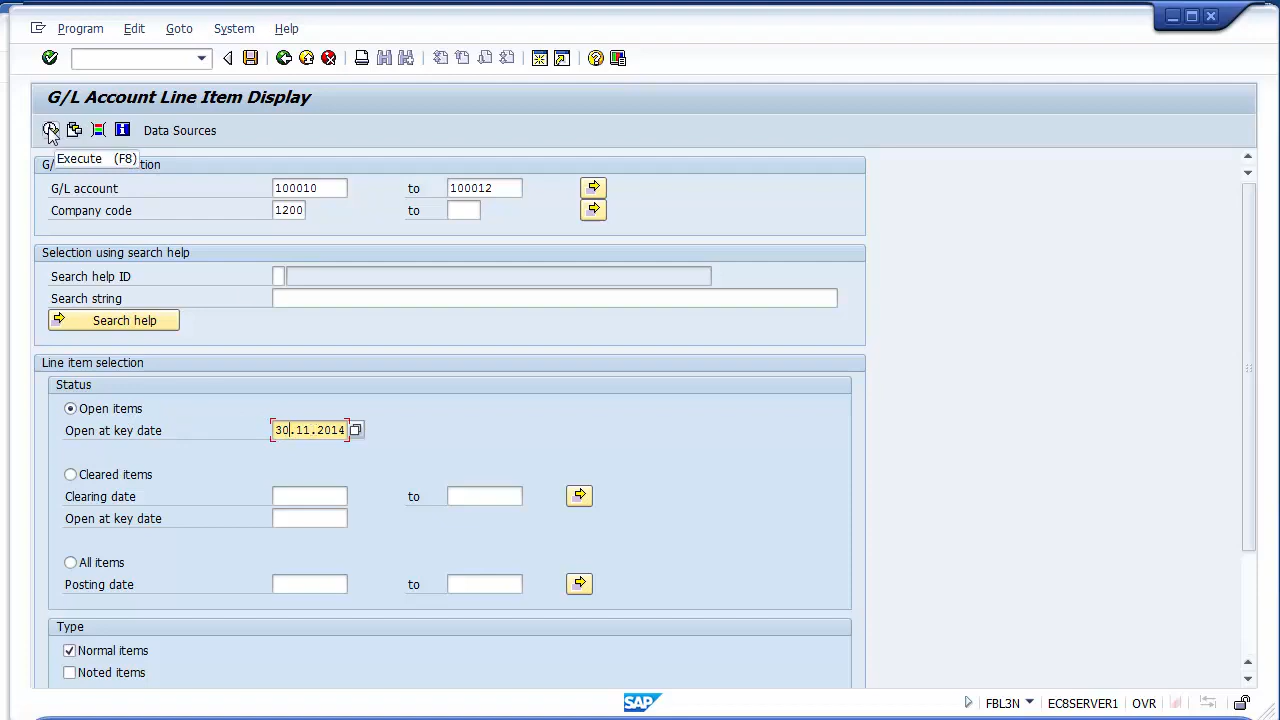 Program Edit Goto System Help
G/L Account Line Item Display
Data Sources
Execute (F8)
G/ tion
G/L account 100010 to 100012
Company code 1200 to
Selection using search help
Search help ID
Search string
Search help
Line item selection
Status
Open items
Open at key date 30.11.2014
Cleared items
Clearing date to
Open at key date
All items
Posting date to
Type
Normal items
Noted items
SAP FBL3N EC8SERVER1 OVR